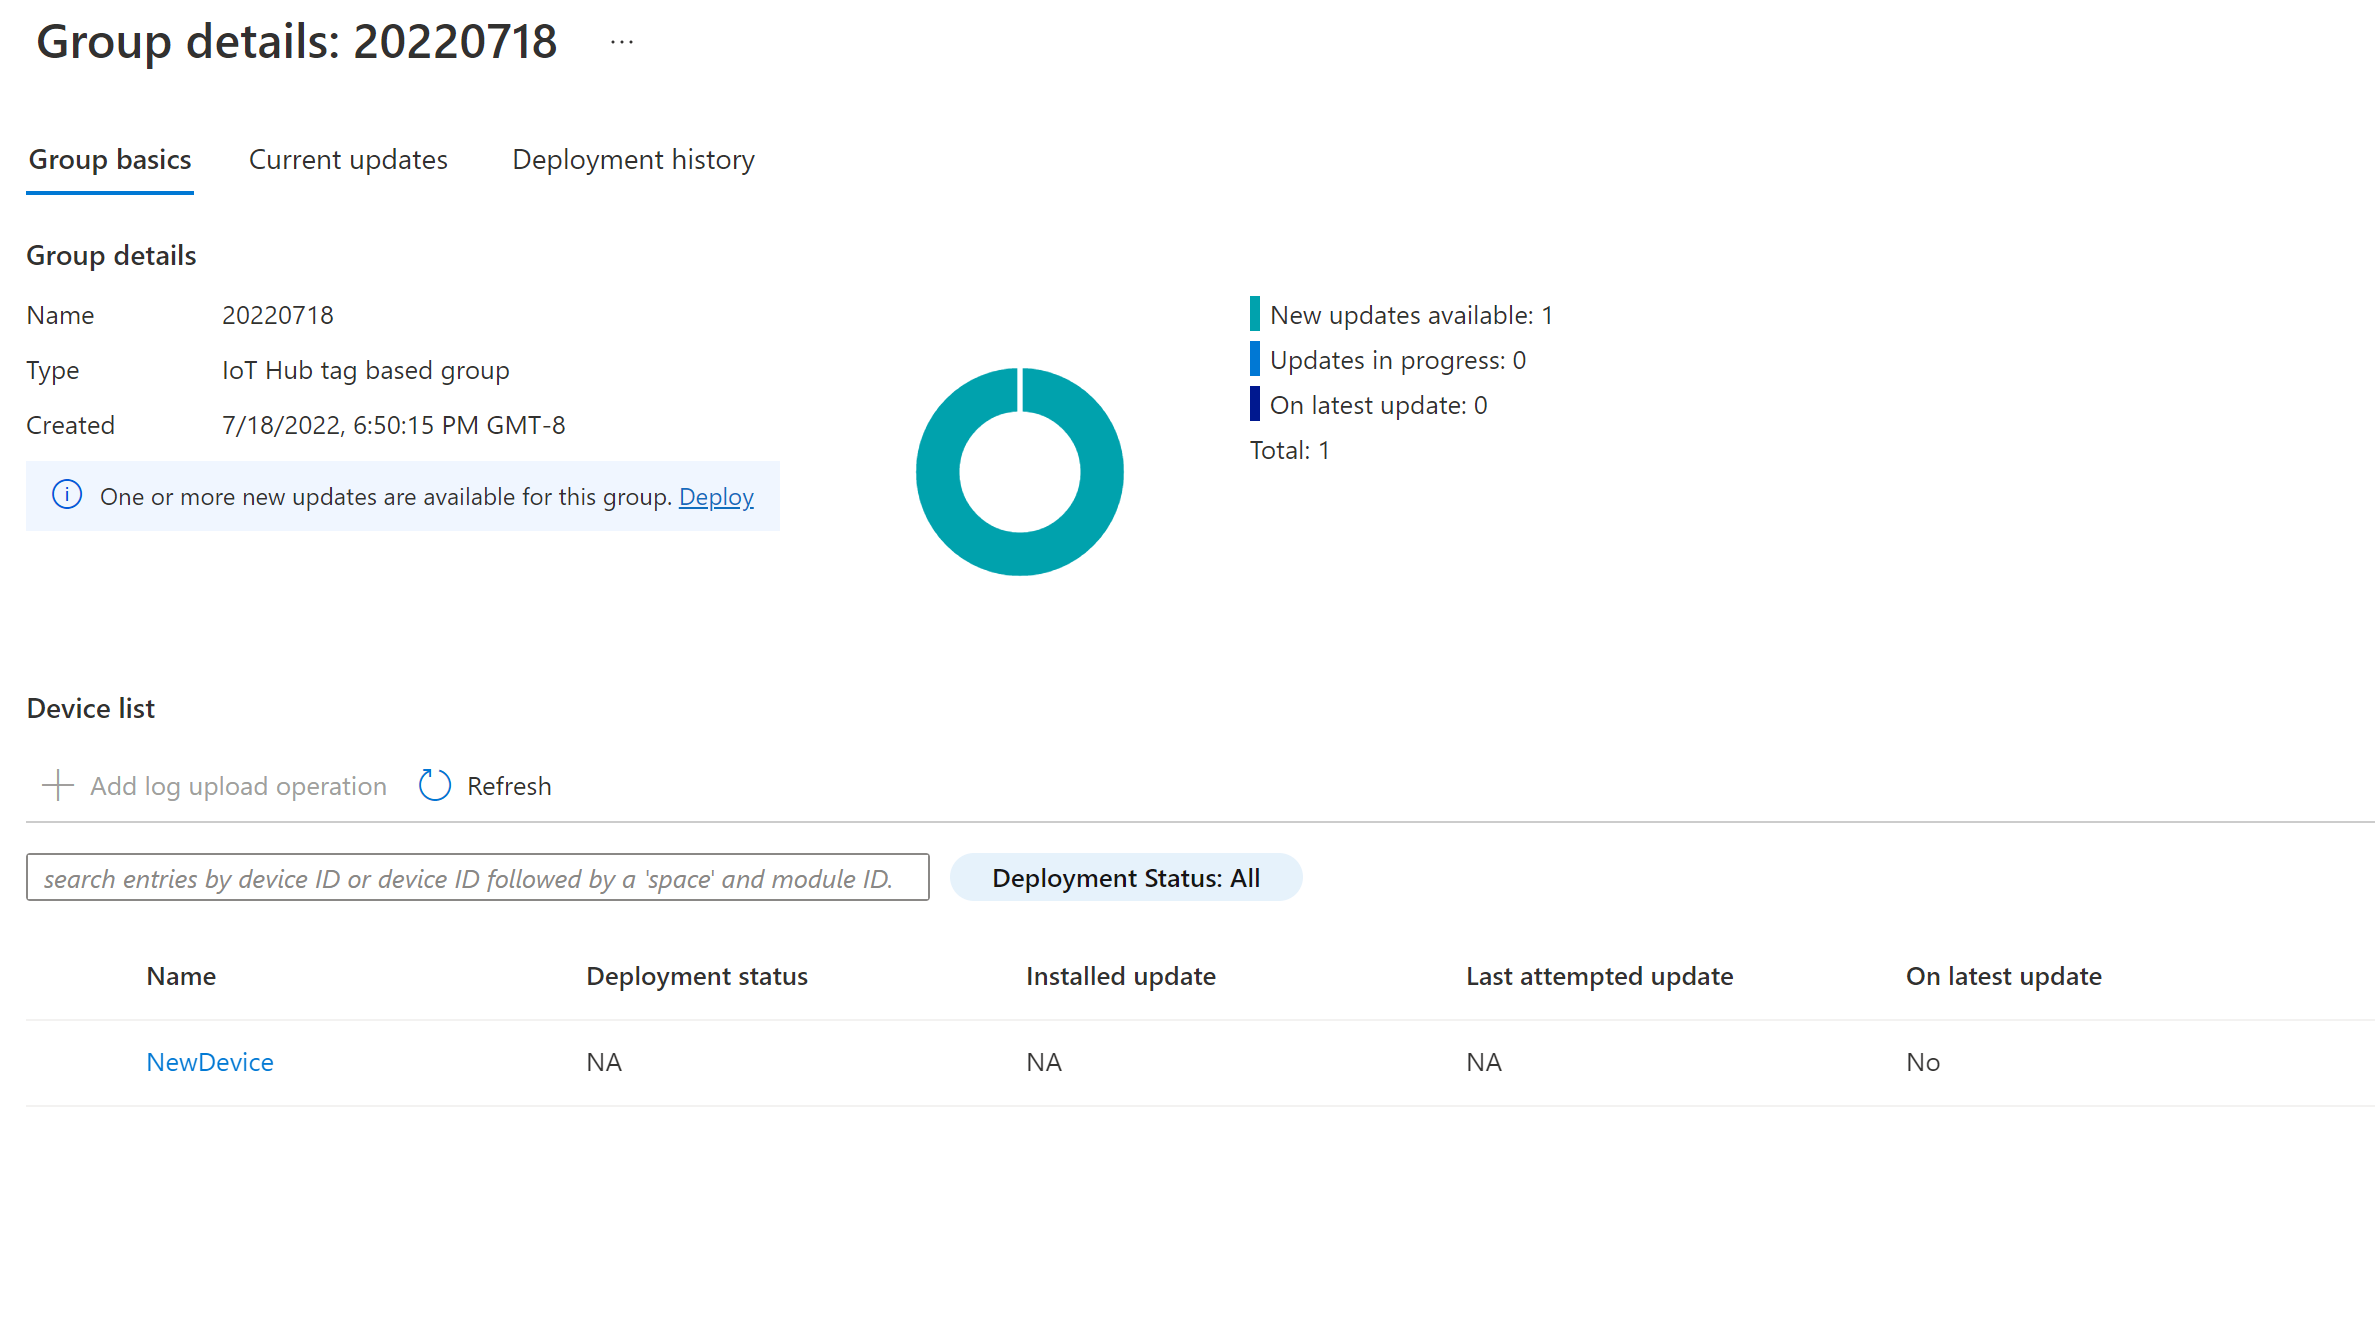 Group details: 20220718 ...
Group basics Current updates Deployment history
Group details
Name 20220718
Type IoT Hub tag based group
Created 7/18/2022, 6:50:15 PM GMT-8
One or more new updates are available for this group. Deploy
New updates available: 1
Updates in progress: 0
On latest update: 0
Total: 1
Device list
Add log upload operation Refresh
search entries by device ID or device ID followed by a 'space' and module ID. Deployment Status: All
Name Deployment status Installed update Last attempted update On latest update
NewDevice NA NA NA No